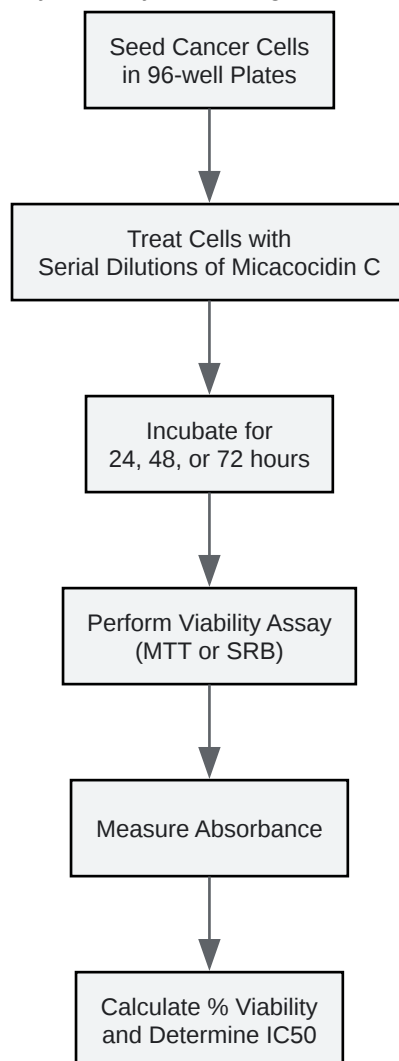 Seed Cancer Cells
in 96-well Plates
Treat Cells with
Serial Dilutions of Micacocidin C
Incubate for
24, 48, or 72 hours
Perform Viability Assay
(MTT or SRB)
Measure Absorbance
Calculate % Viability
and Determine IC50